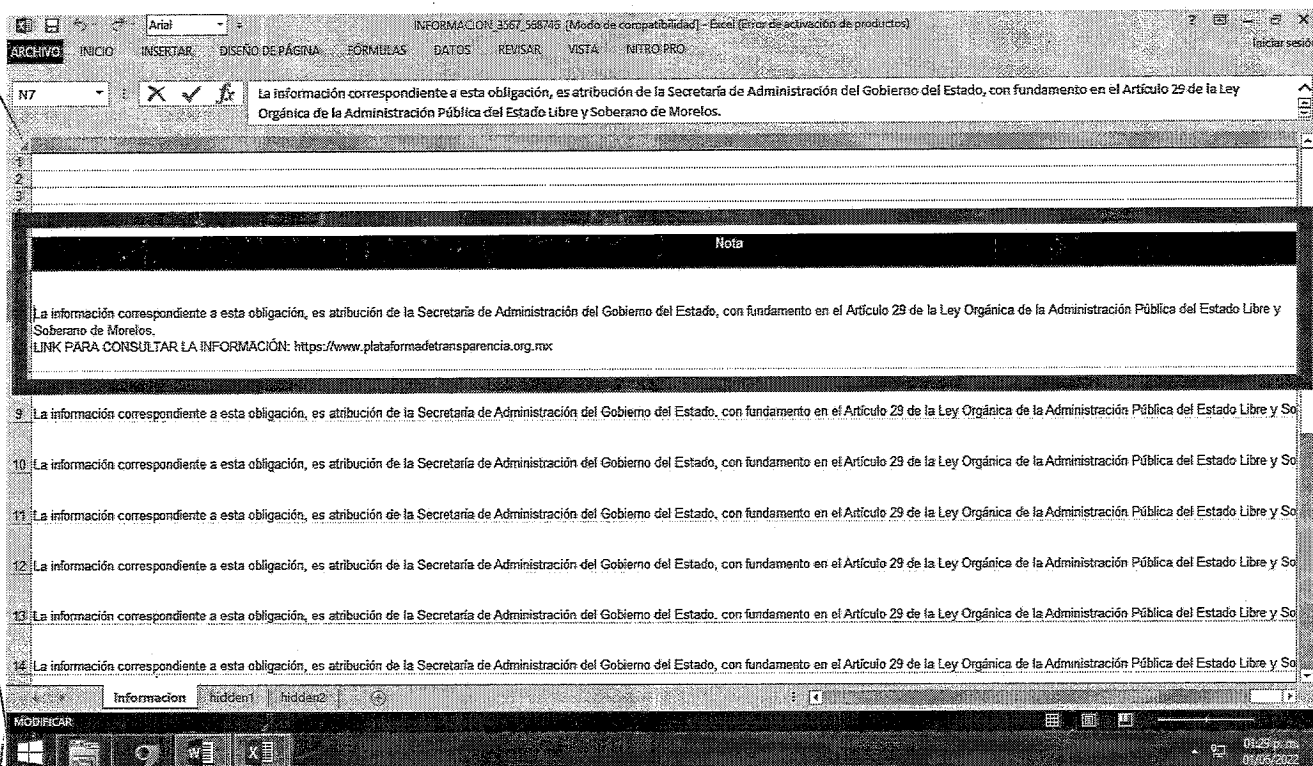 Arial
INFORMACION_3567_568746 [Modo de compatibilidad] - Excel (Error de activación de productos)
ARCHIVO INICIO INSERTAR DISEÑO DE PÁGINA FÓRMULAS DATOS REVISAR VISTA NITRO PRO
Iniciar sesió
N7
fx
La información correspondiente a esta obligación, es atribución de la Secretaría de Administración del Gobierno del Estado, con fundamento en el Artículo 29 de la Ley
Orgánica de la Administración Pública del Estado Libre y Soberano de Morelos.
1
2
3
Nota
La información correspondiente a esta obligación, es atribución de la Secretaría de Administración del Gobierno del Estado, con fundamento en el Artículo 29 de la Ley Orgánica de la Administración Pública del Estado Libre y
Soberano de Morelos.
LINK PARA CONSULTAR LA INFORMACIÓN: https://www.plataformadetransparencia.org.mx
9 La información correspondiente a esta obligación, es atribución de la Secretaría de Administración del Gobierno del Estado, con fundamento en el Artículo 29 de la Ley Orgánica de la Administración Pública del Estado Libre y So
10 La información correspondiente a esta obligación, es atribución de la Secretaría de Administración del Gobierno del Estado, con fundamento en el Artículo 29 de la Ley Orgánica de la Administración Pública del Estado Libre y So
11 La información correspondiente a esta obligación, es atribución de la Secretaría de Administración del Gobierno del Estado, con fundamento en el Artículo 29 de la Ley Orgánica de la Administración Pública del Estado Libre y So
12 La información correspondiente a esta obligación, es atribución de la Secretaría de Administración del Gobierno del Estado, con fundamento en el Artículo 29 de la Ley Orgánica de la Administración Pública del Estado Libre y So
13 La información correspondiente a esta obligación, es atribución de la Secretaría de Administración del Gobierno del Estado, con fundamento en el Artículo 29 de la Ley Orgánica de la Administración Pública del Estado Libre y So
14 La información correspondiente a esta obligación, es atribución de la Secretaría de Administración del Gobierno del Estado, con fundamento en el Artículo 29 de la Ley Orgánica de la Administración Pública del Estado Libre y So
Informacion hidden1 hidden2
MODIFICAR
01:29 p. m.
01/06/2022